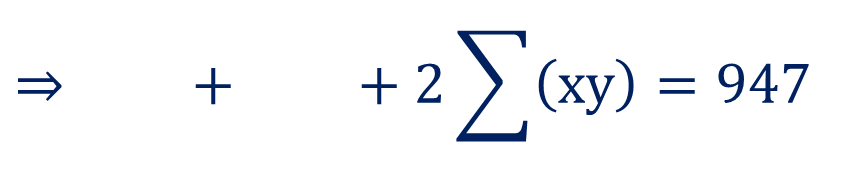 ⇒ + + 2 ∑(xy) = 947